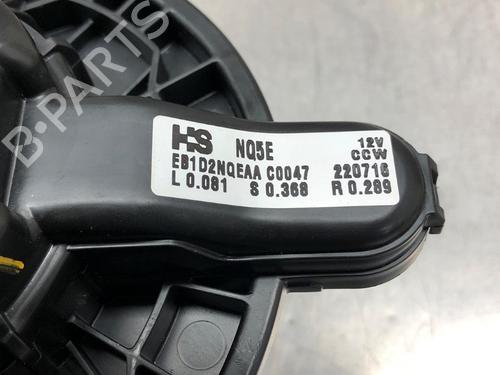 HS NQ5E 12V
CCW
EB1D2NQEAA C0047 220716
L 0.081 S 0.368 R 0.289
B-PARTS